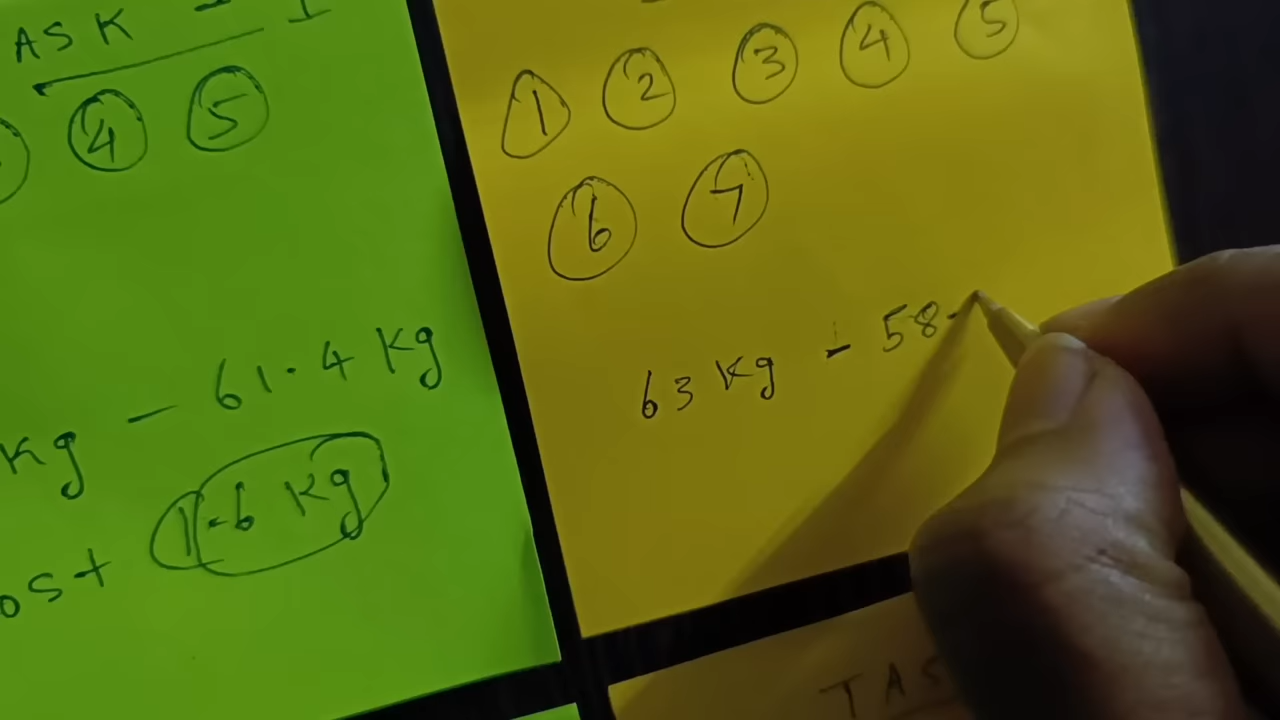 ASK - I
4 5
Kg - 61.4 Kg
ost 1.6 Kg
1 2 3 4 5
6 7
63 Kg - 58.
TAS